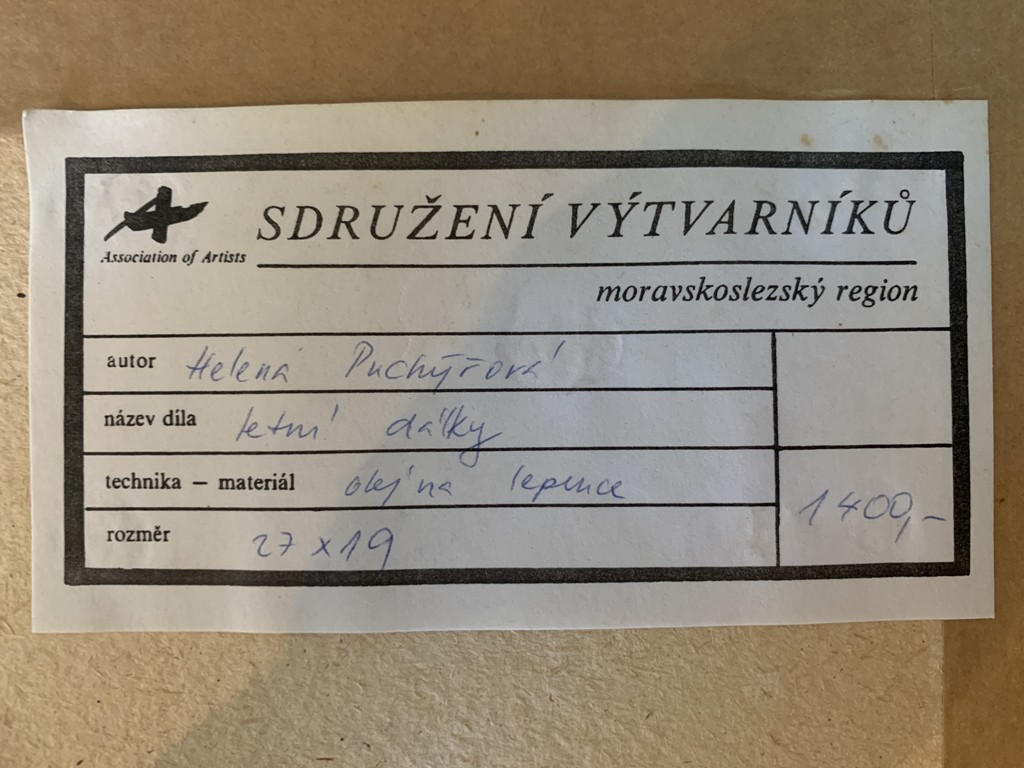 SDRUŽENÍ VÝTVARNÍKŮ
Association of Artists
moravskoslezský region
autor Helena Puchýřová
název díla letní dálky
technika – materiál olej na lepence
rozměr 27 x 19
1400,-